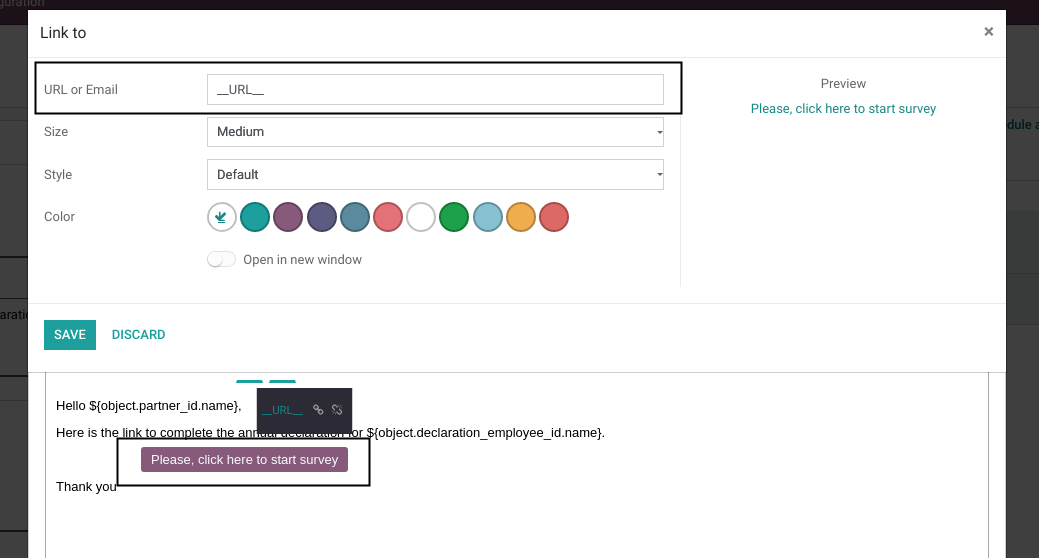 guration
Link to
×
URL or Email
__URL__
Preview
Please, click here to start survey
Size
Medium
dule a
Style
Default
Color
Open in new window
arati
SAVE
DISCARD
Hello ${object.partner_id.name},
__URL__
Here is the link to complete the annual declaration for ${object.declaration_employee_id.name}.
Please, click here to start survey
Thank you